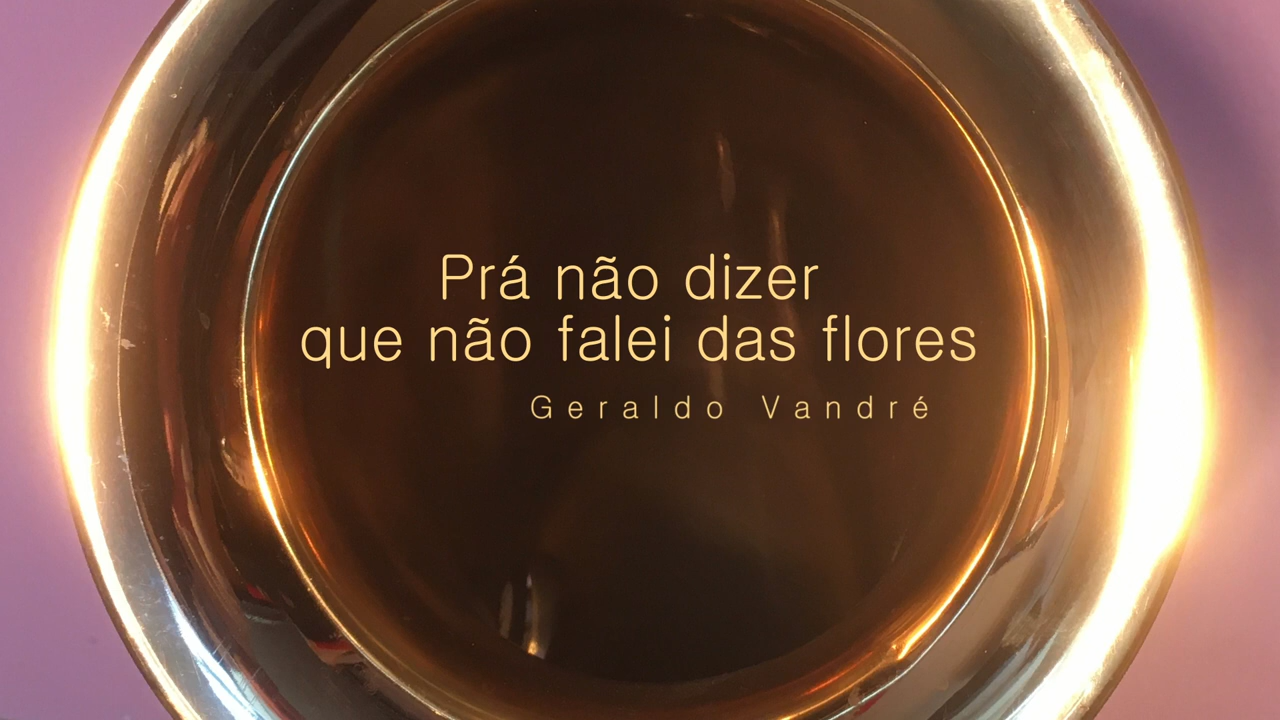 Prá não dizer
que não falei das flores
Geraldo Vandré